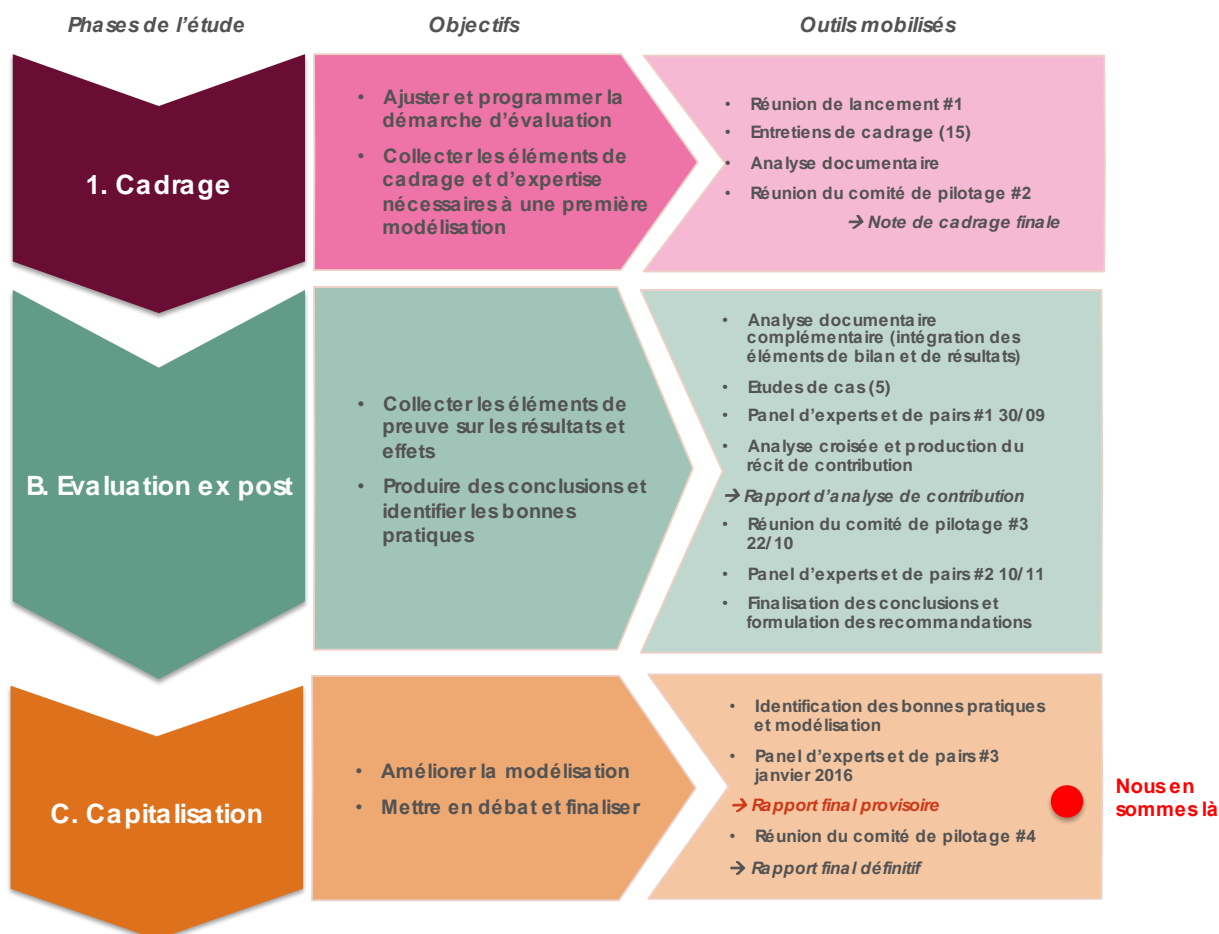 Phases de l'étude
Objectifs
Outils mobilisés
1. Cadrage
• Ajuster et programmer la
démarche d'évaluation
• Collecter les éléments de
cadrage et d'expertise
nécessaires à une première
modélisation
• Réunion de lancement #1
• Entretiens de cadrage (15)
• Analyse documentaire
• Réunion du comité de pilotage #2
→ Note de cadrage finale
B. Evaluation ex post
• Collecter les éléments de
preuve sur les résultats et
effets
• Produire des conclusions et
identifier les bonnes
pratiques
• Analyse documentaire
complémentaire (intégration des
éléments de bilan et de résultats)
• Etudes de cas (5)
• Panel d'experts et de pairs #1 30/09
• Analyse croisée et production du
récit de contribution
→ Rapport d'analyse de contribution
• Réunion du comité de pilotage #3
22/10
• Panel d'experts et de pairs #2 10/11
• Finalisation des conclusions et
formulation des recommandations
C. Capitalisation
• Améliorer la modélisation
• Mettre en débat et finaliser
• Identification des bonnes pratiques
et modélisation
• Panel d'experts et de pairs #3
janvier 2016
→ Rapport final provisoire
• Réunion du comité de pilotage #4
→ Rapport final définitif
Nous en
sommes là